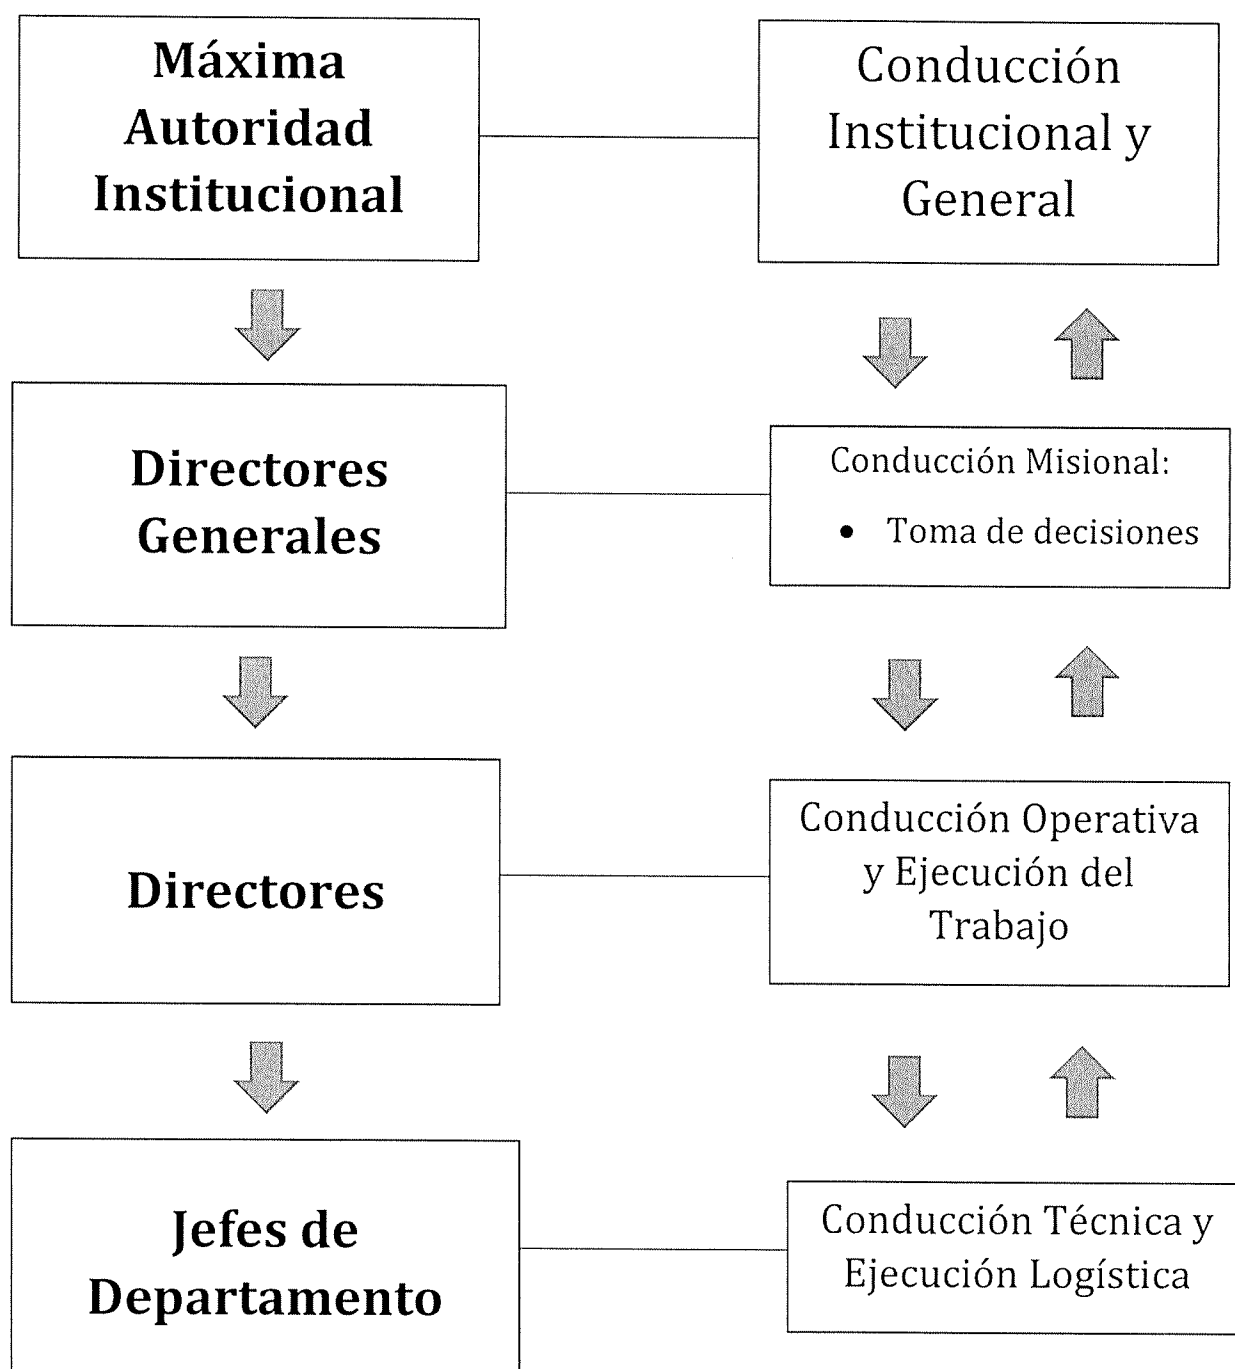 Máxima
Autoridad
Institucional
Conducción
Institucional y
General
Directores
Generales
Conducción Misional:
• Toma de decisiones
Directores
Conducción Operativa
y Ejecución del
Trabajo
Jefes de
Departamento
Conducción Técnica y
Ejecución Logística